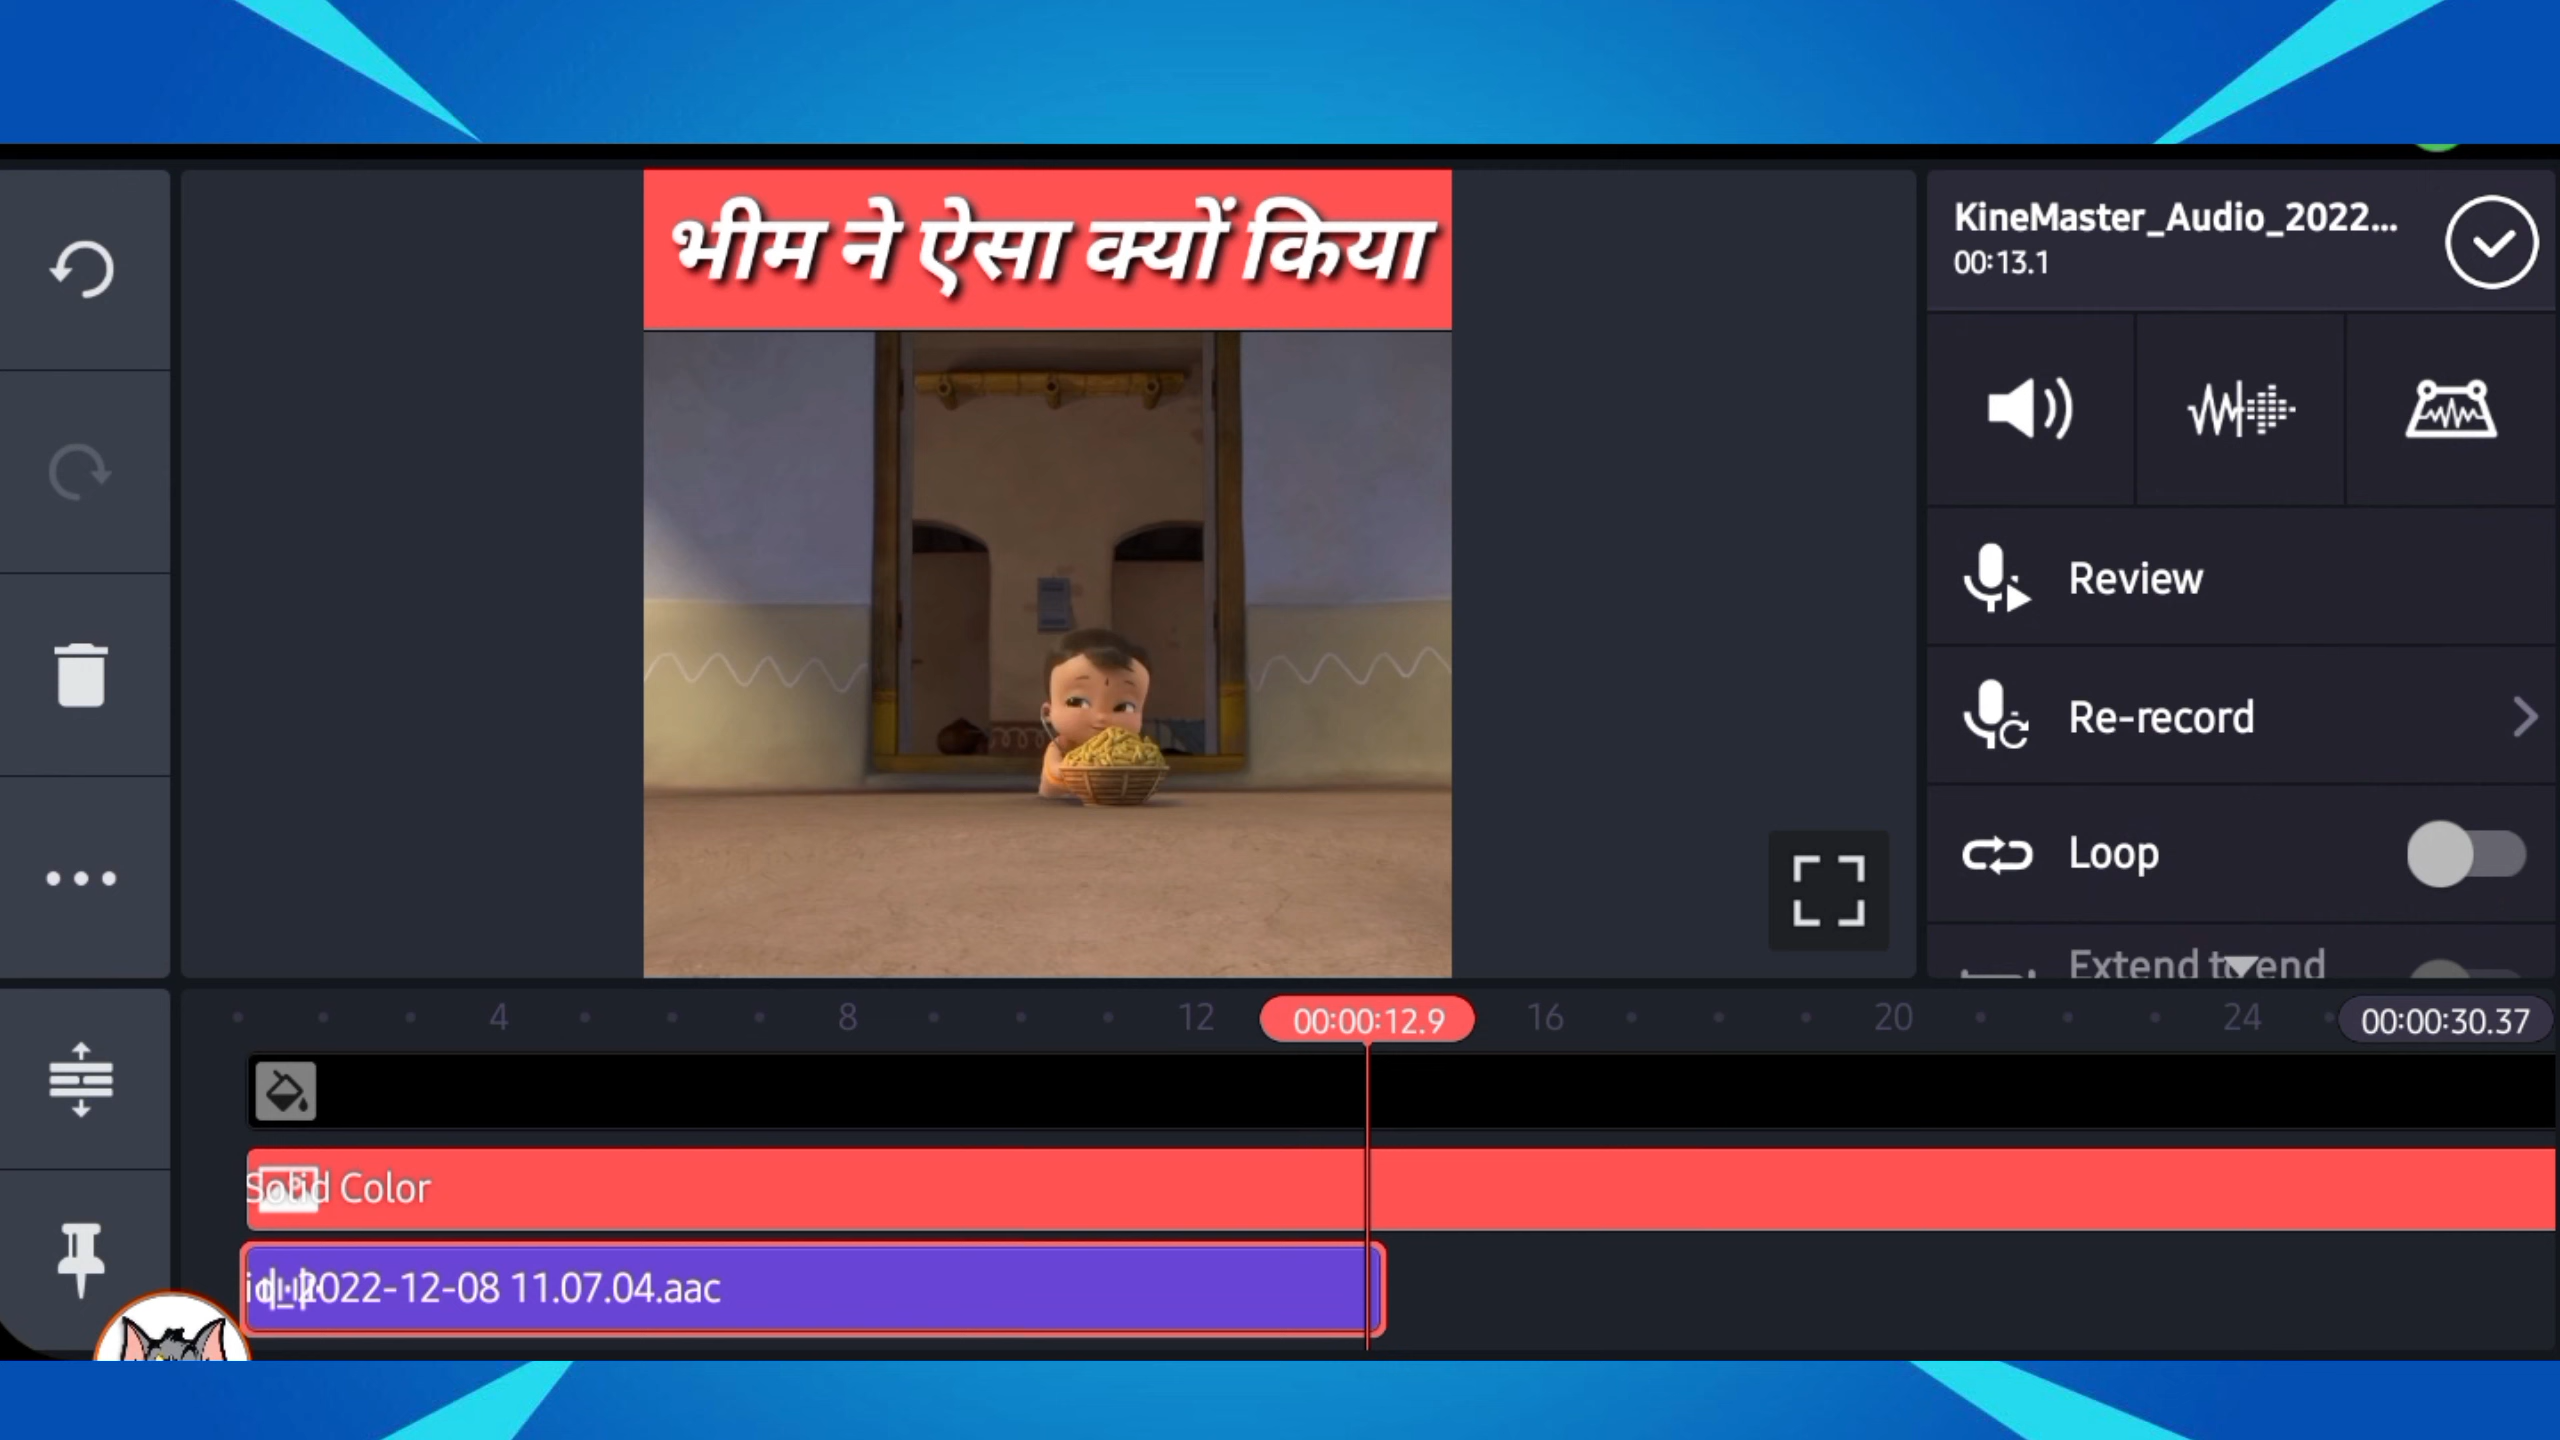 भीम ने ऐसा क्यों किया
KineMaster_Audio_2022...
00:13.1
Review
Re-record
Loop
Extend to end
4 8 12 00:00:12.9 16 20 24 00:00:30.37
Solid Color
2022-12-08 11.07.04.aac